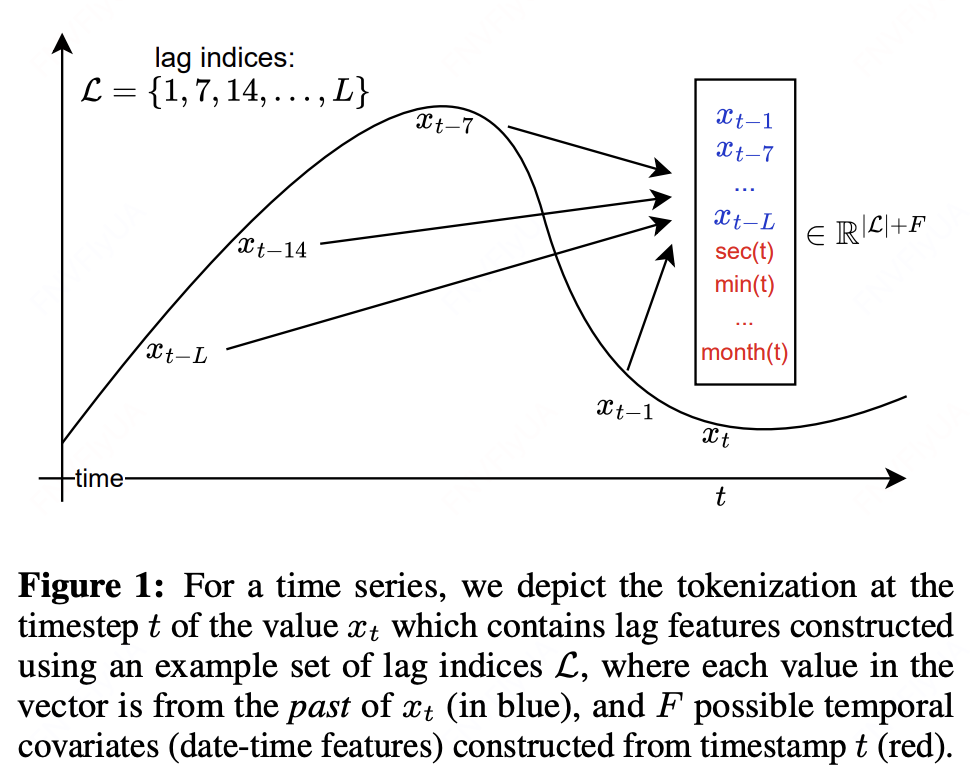 lag indices:
ℒ = {1, 7, 14, . . . , L}
x_{t−7}
x_{t−14}
x_{t−L}
x_{t−1}
x_t
x_{t−1}
x_{t−7}
...
x_{t−L}
sec(t)
min(t)
...
month(t)
∈ ℝ^{|ℒ|+F}
time
t
Figure 1: For a time series, we depict the tokenization at the
timestep t of the value x_t which contains lag features constructed
using an example set of lag indices ℒ, where each value in the
vector is from the past of x_t (in blue), and F possible temporal
covariates (date-time features) constructed from timestamp t (red).